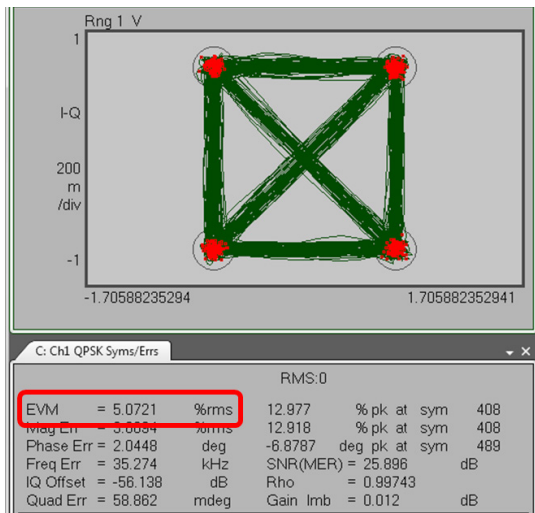 Rng 1 V
1
I-Q
200
m
/div
-1
-1.70588235294 1.705882352941
C: Ch1 QPSK Syms/Errs
RMS:0
EVM = 5.0721 %rms 12.977 % pk at sym 408
Mag Err = %rms 12.918 % pk at sym 408
Phase Err = 2.0448 deg -6.8787 deg pk at sym 489
Freq Err = 35.274 kHz SNR(MER) = 25.896 dB
IQ Offset = -56.138 dB Rho = 0.99743
Quad Err = 58.862 mdeg Gain Imb = 0.012 dB